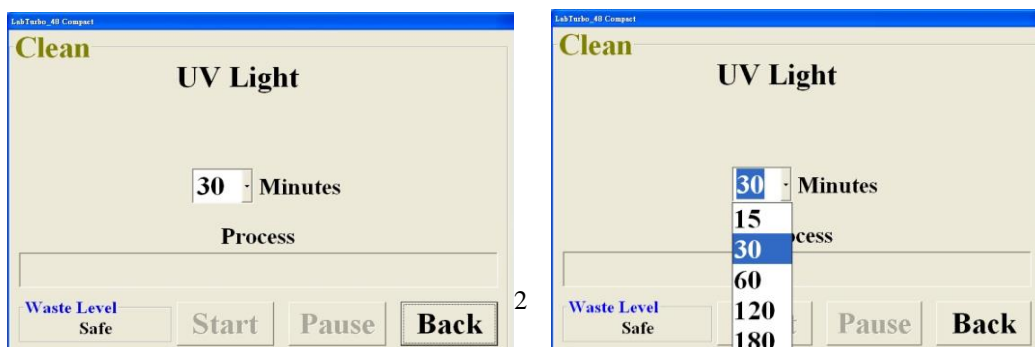 LabTurbo_48 Compact
Clean
UV Light
30 Minutes
Process
Waste Level
Safe
Start Pause Back
2
LabTurbo_48 Compact
Clean
UV Light
30 Minutes
15
30
60
120
180
cess
Waste Level
Safe
t Pause Back